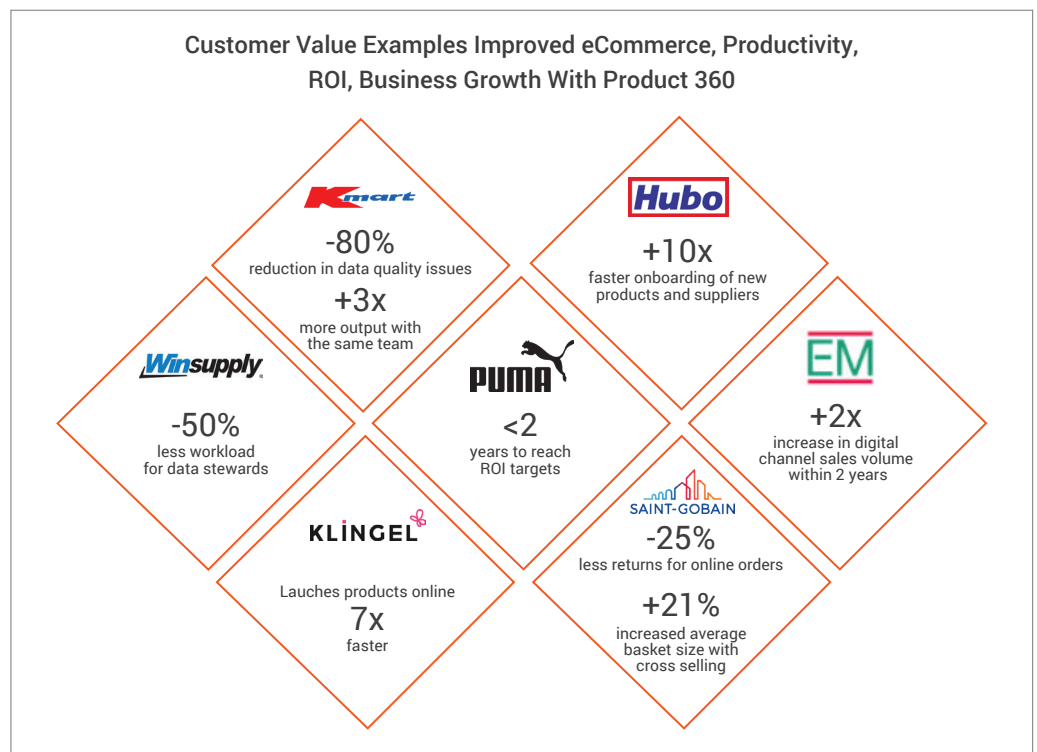 Customer Value Examples Improved eCommerce, Productivity,
ROI, Business Growth With Product 360
Kmart
-80%
reduction in data quality issues
+3x
more output with
the same team
Hubo
+10x
faster onboarding of new
products and suppliers
Winsupply
-50%
less workload
for data stewards
PUMA
<2
years to reach
ROI targets
EM
+2x
increase in digital
channel sales volume
within 2 years
KLiNGEL
Lauches products online
7x
faster
SAINT-GOBAIN
-25%
less returns for online orders
+21%
increased average
basket size with
cross selling